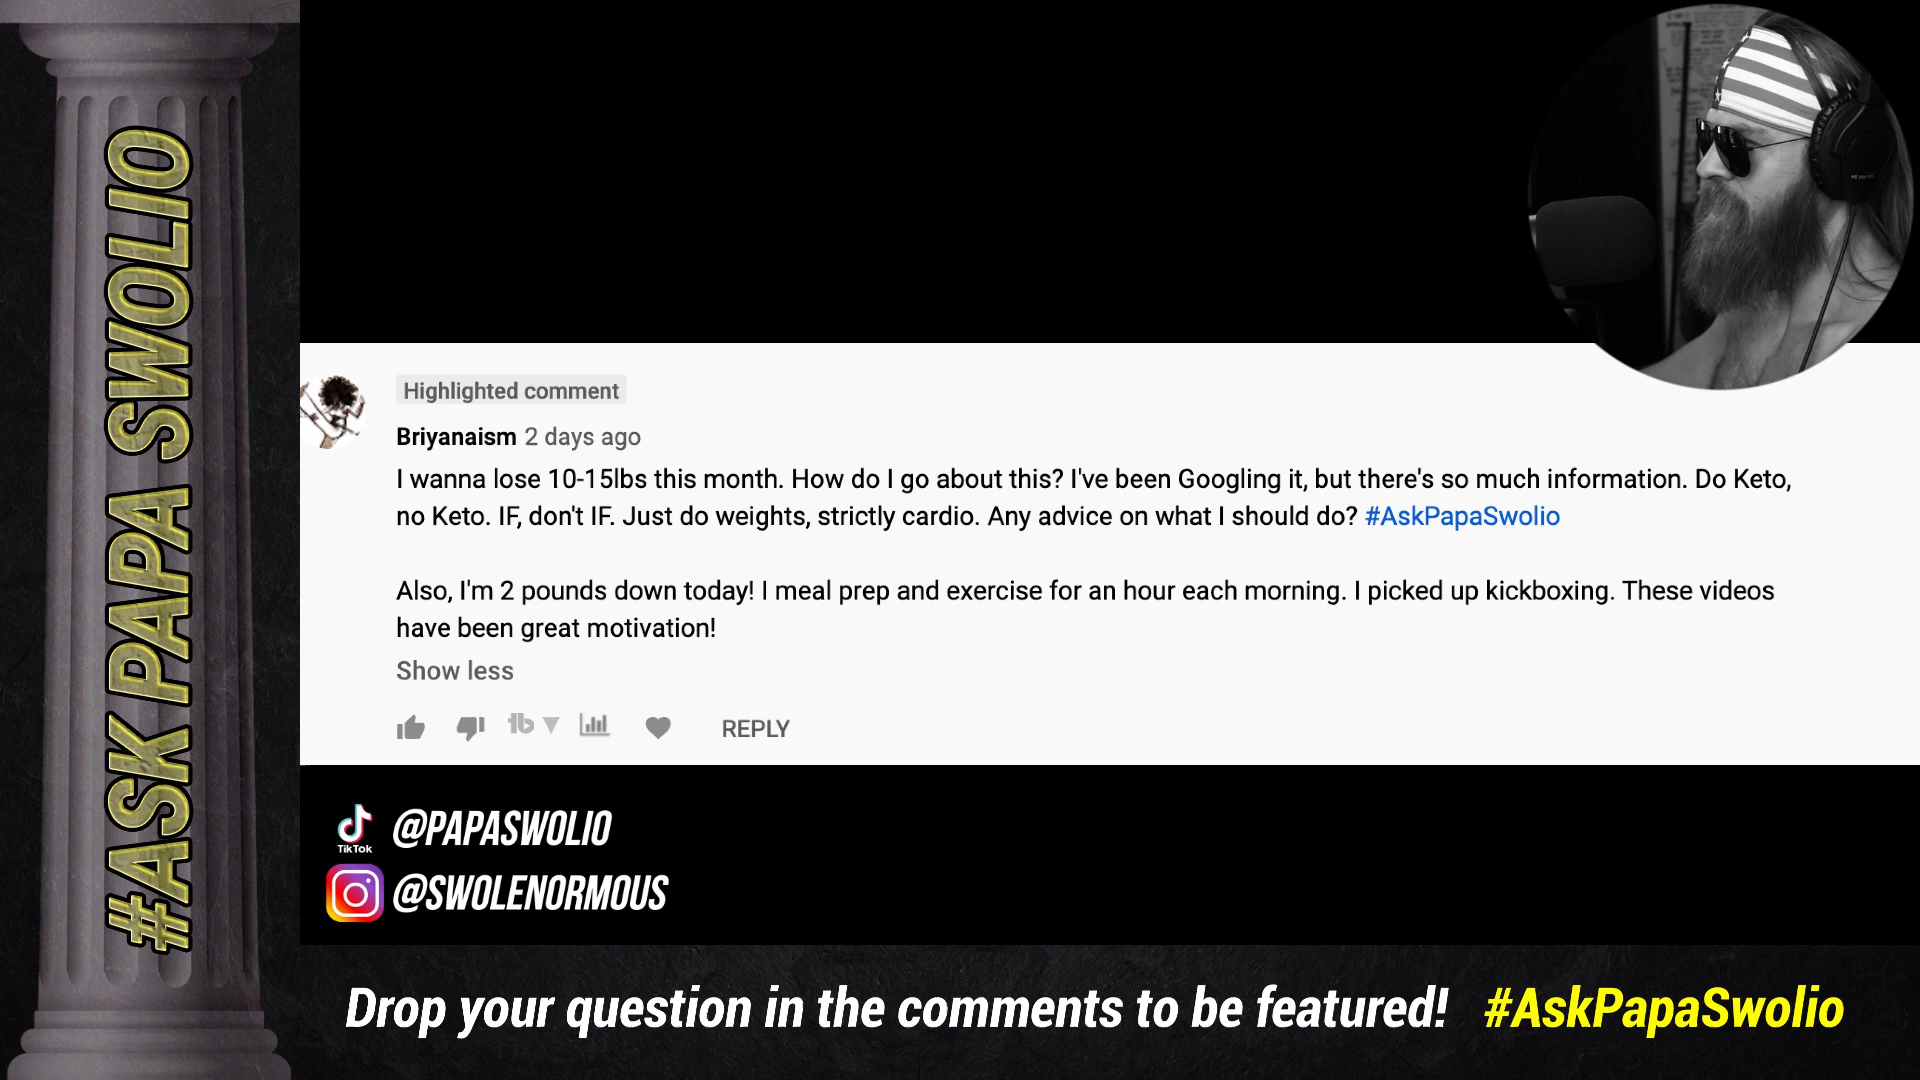 #ASK PAPA SWOLIO
Highlighted comment
Briyanaism 2 days ago
I wanna lose 10-15lbs this month. How do I go about this? I've been Googling it, but there's so much information. Do Keto,
no Keto. IF, don't IF. Just do weights, strictly cardio. Any advice on what I should do? #AskPapaSwolio
Also, I'm 2 pounds down today! I meal prep and exercise for an hour each morning. I picked up kickboxing. These videos
have been great motivation!
Show less
tb
REPLY
TikTok
@PAPASWOLIO
@SWOLENORMOUS
Drop your question in the comments to be featured! #AskPapaSwolio